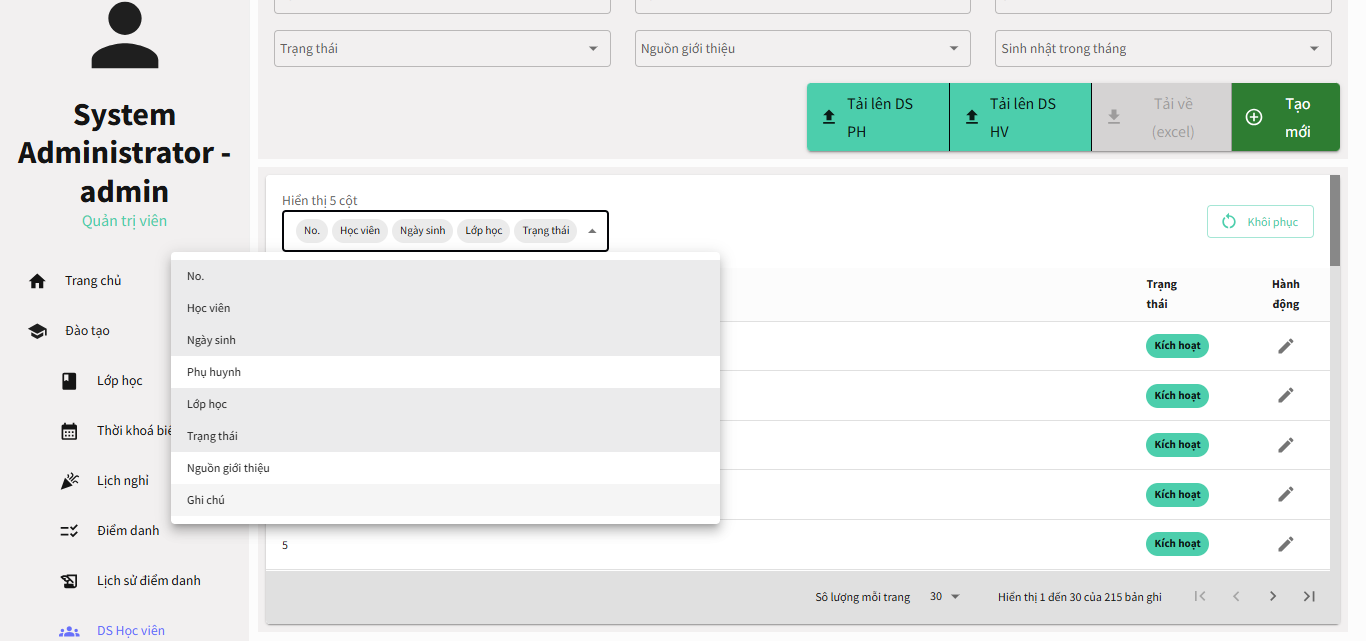 System
Administrator -
admin
Quản trị viên
Trang chủ
Đào tạo
Lớp học
Thời khoá biể
Lịch nghỉ
Điểm danh
Lịch sử điểm danh
DS Học viên
Trạng thái
Nguồn giới thiệu
Sinh nhật trong tháng
Tải lên DS
PH
Tải lên DS
HV
Tải về
(excel)
Tạo
mới
Hiển thị 5 cột
No.
Học viên
Ngày sinh
Lớp học
Trạng thái
Khôi phục
No.
Học viên
Ngày sinh
Phụ huynh
Lớp học
Trạng thái
Nguồn giới thiệu
Ghi chú
Trạng
thái
Hành
động
Kích hoạt
Kích hoạt
Kích hoạt
Kích hoạt
5
Kích hoạt
Số lượng mỗi trang
30
Hiển thị 1 đến 30 của 215 bản ghi